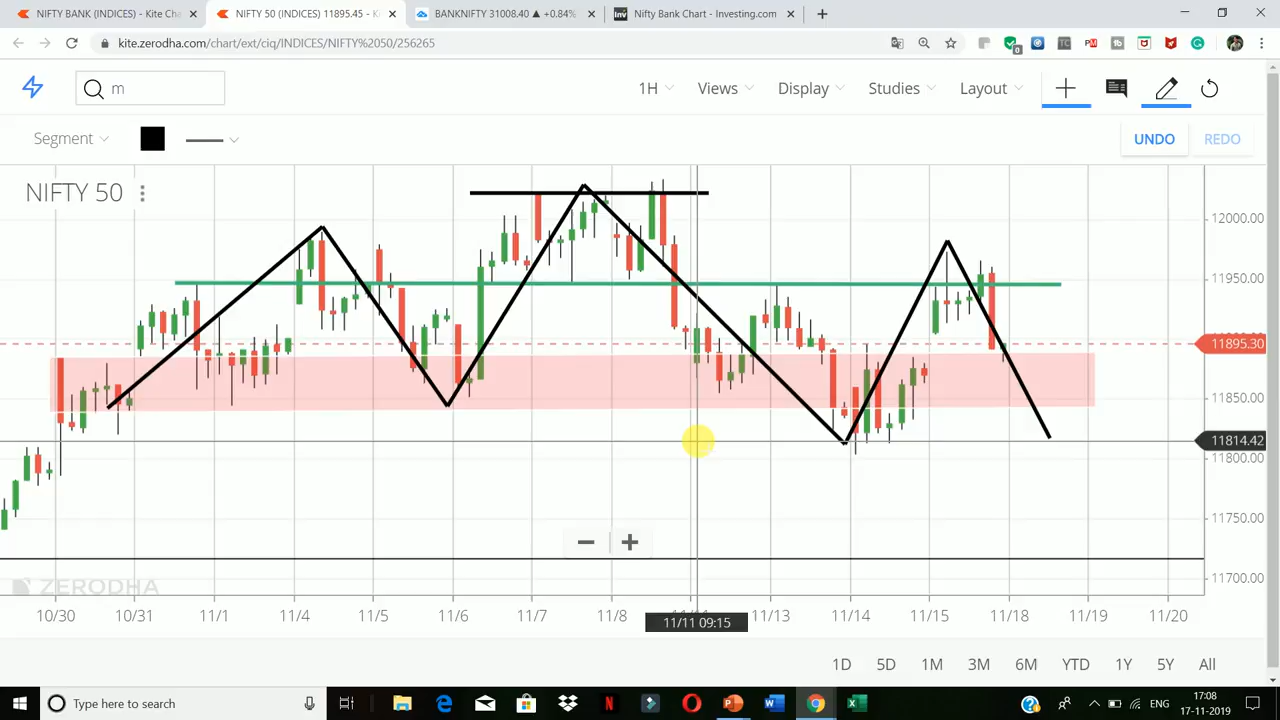 NIFTY BANK (INDICES) - Kite Cha
NIFTY 50 (INDICES) 11895.45 - Ki
BANKNIFTY 31008.40 ▲ +0.84%
Nifty Bank Chart - Investing.com
kite.zerodha.com/chart/ext/ciq/INDICES/NIFTY%2050/256265
m
1H
Views
Display
Studies
Layout
Segment
UNDO
REDO
NIFTY 50
12000.00
11950.00
11895.30
11850.00
11814.42
11800.00
11750.00
11700.00
ZERODHA
10/30
10/31
11/1
11/4
11/5
11/6
11/7
11/8
11/13
11/14
11/15
11/18
11/19
11/20
11/11 09:15
1D
5D
1M
3M
6M
YTD
1Y
5Y
All
Type here to search
ENG
17:08
17-11-2019